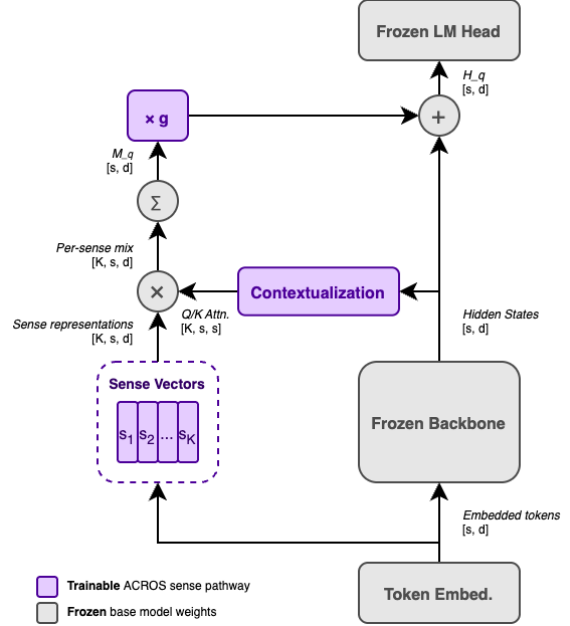 Frozen LM Head
H_q
[s, d]
× g
+
M_q
[s, d]
Σ
Per-sense mix
[K, s, d]
×
Contextualization
Q/K Attn.
[K, s, s]
Sense representations
[K, s, d]
Hidden States
[s, d]
Sense Vectors
s₁ s₂ ... s_K
Frozen Backbone
Embedded tokens
[s, d]
Token Embed.
Trainable ACROS sense pathway
Frozen base model weights